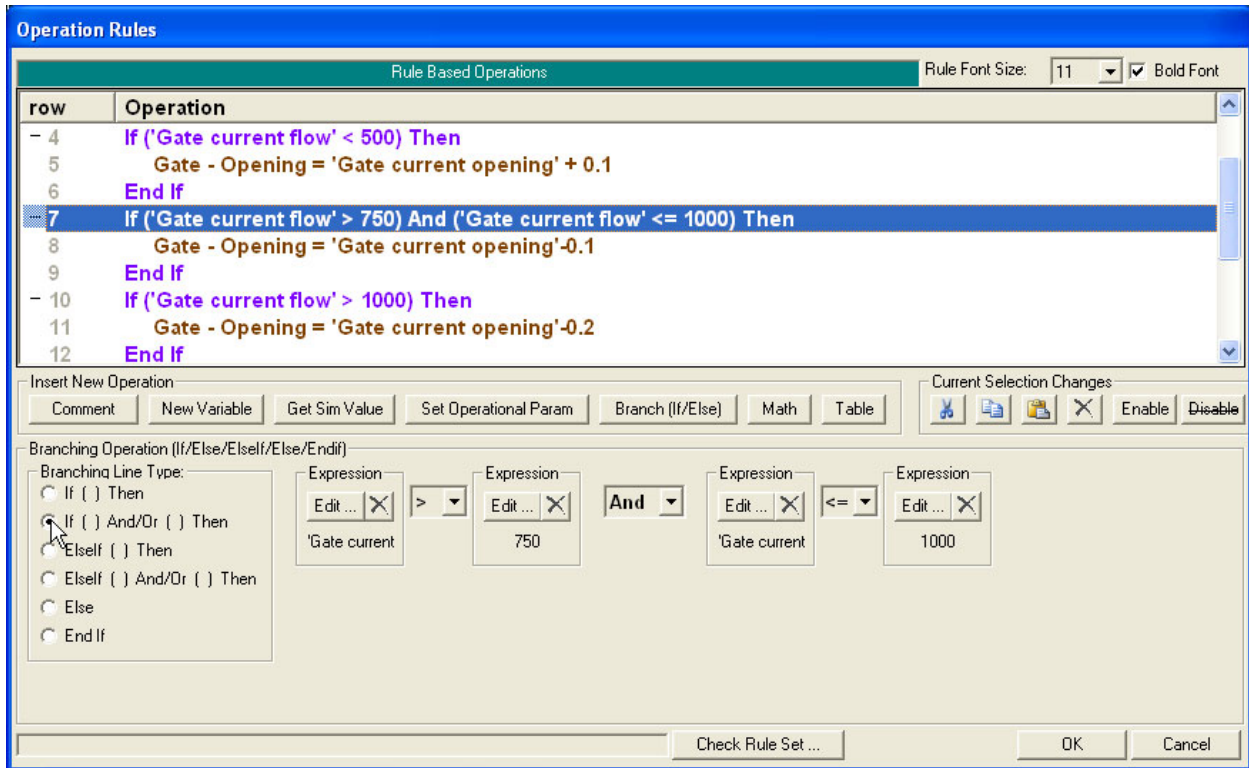 Operation Rules
Rule Based Operations Rule Font Size: 11 Bold Font
row Operation
4 If ('Gate current flow' < 500) Then
5 Gate - Opening = 'Gate current opening' + 0.1
6 End If
7 If ('Gate current flow' > 750) And ('Gate current flow' <= 1000) Then
8 Gate - Opening = 'Gate current opening'-0.1
9 End If
10 If ('Gate current flow' > 1000) Then
11 Gate - Opening = 'Gate current opening'-0.2
12 End If
Insert New Operation Current Selection Changes
Comment New Variable Get Sim Value Set Operational Param Branch (If/Else) Math Table Enable Disable
Branching Operation (If/Else/ElseIf/Else/Endif)
Branching Line Type: Expression Expression Expression Expression
If ( ) Then
Edit ... > Edit ... And Edit ... <= Edit ...
If ( ) And/Or ( ) Then
'Gate current 750 'Gate current 1000
ElseIf ( ) Then
ElseIf ( ) And/Or ( ) Then
Else
End If
Check Rule Set ... OK Cancel